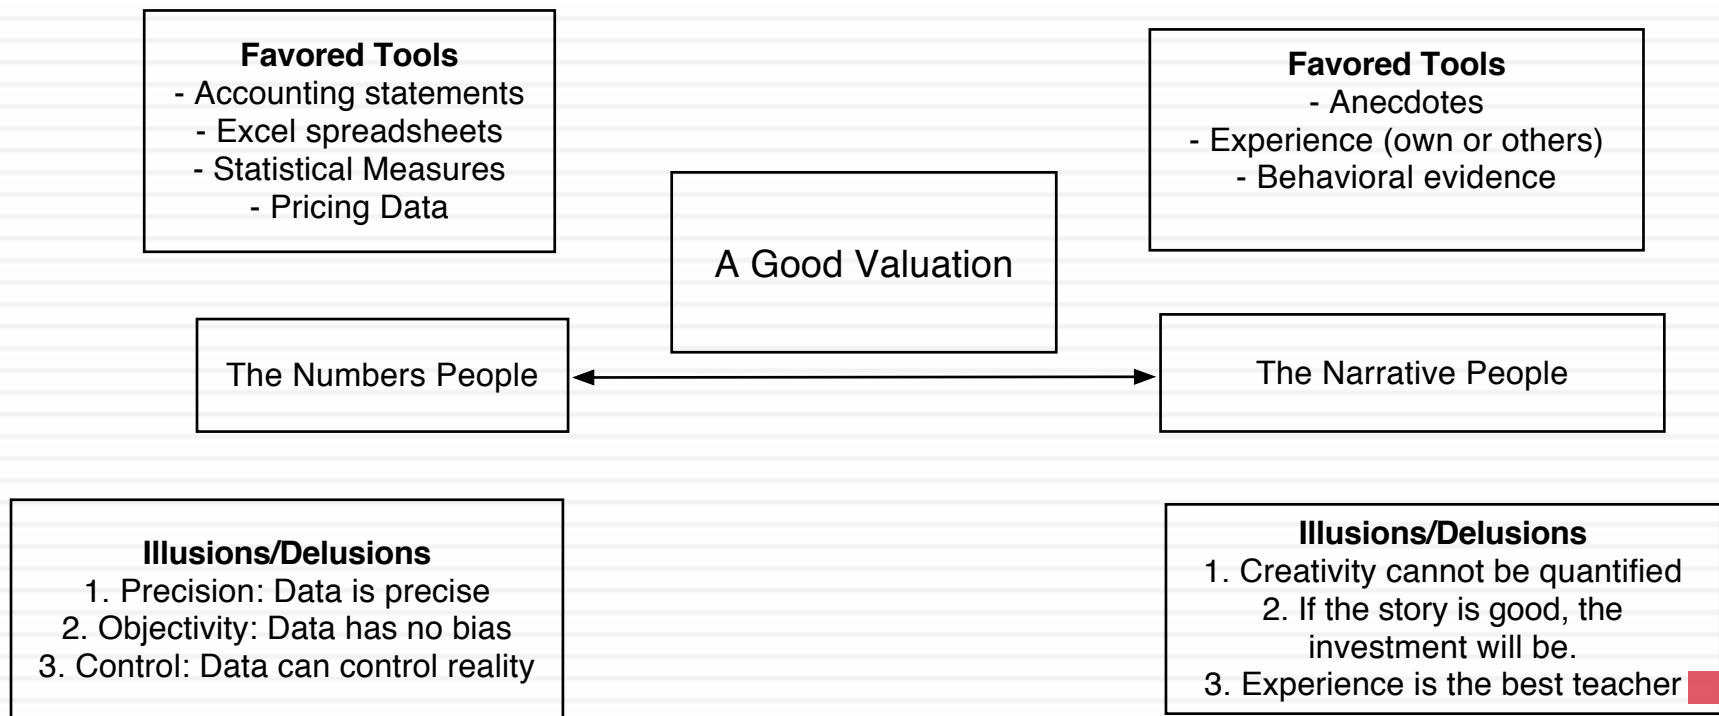 Favored Tools
- Accounting statements
- Excel spreadsheets
- Statistical Measures
- Pricing Data
Favored Tools
- Anecdotes
- Experience (own or others)
- Behavioral evidence
A Good Valuation
The Numbers People
The Narrative People
Illusions/Delusions
1. Precision: Data is precise
2. Objectivity: Data has no bias
3. Control: Data can control reality
Illusions/Delusions
1. Creativity cannot be quantified
2. If the story is good, the
investment will be.
3. Experience is the best teacher